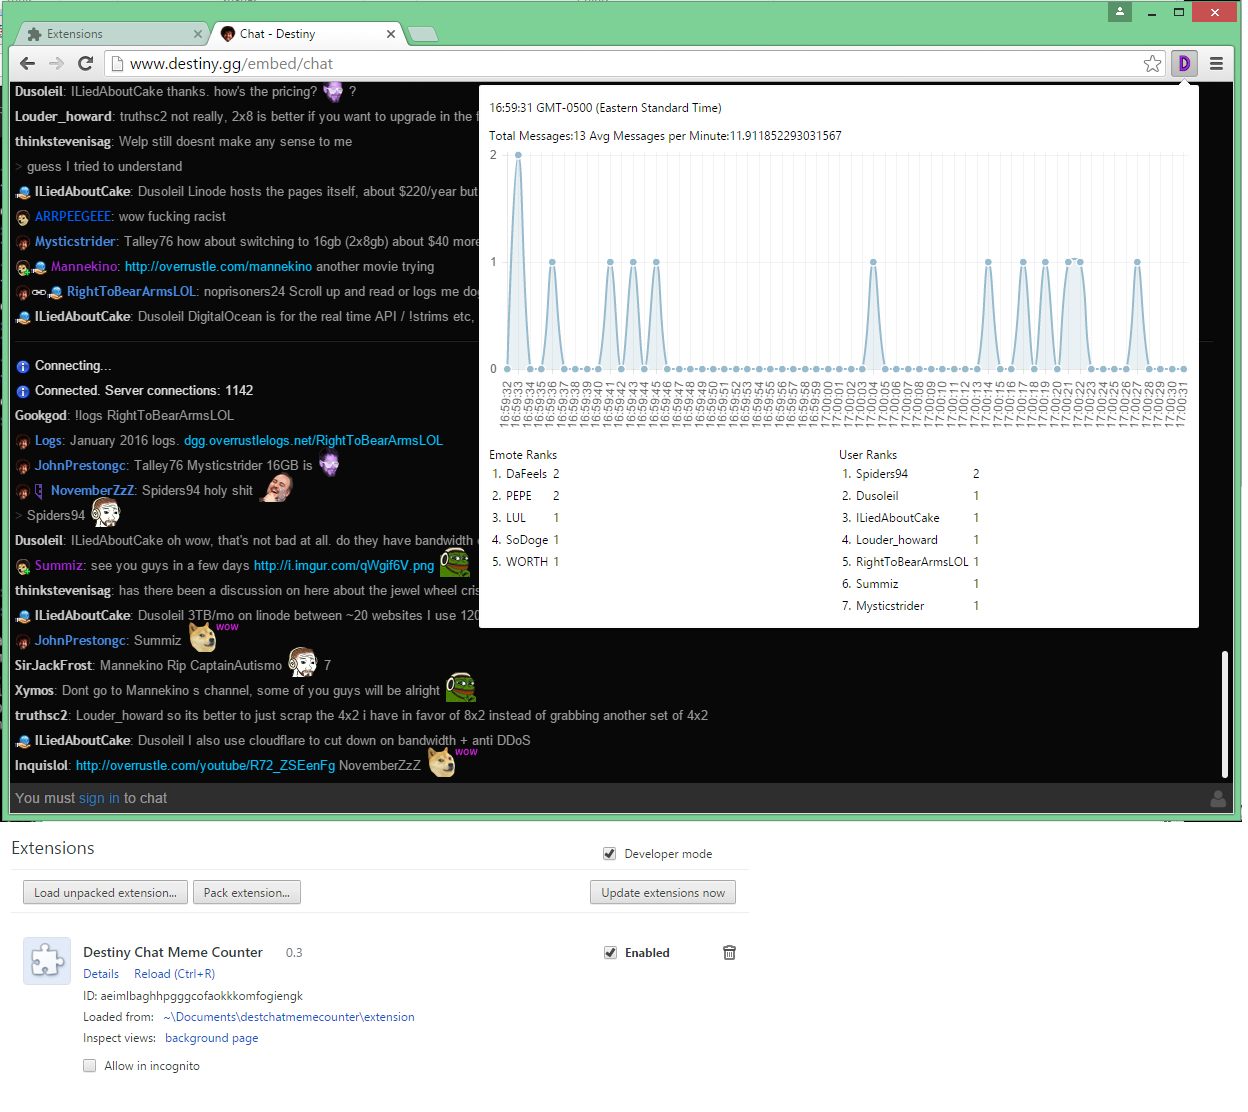 Extensions
Chat - Destiny
www.destiny.gg/embed/chat
D
Dusoleil: ILiedAboutCake thanks. how's the pricing? ?
Louder_howard: truthsc2 not really, 2x8 is better if you want to upgrade in the f
thinkstevenisag: Welp still doesnt make any sense to me
> guess I tried to understand
ILiedAboutCake: Dusoleil Linode hosts the pages itself, about $220/year but
ARRPEEGEEE: wow fucking racist
Mysticstrider: Talley76 how about switching to 16gb (2x8gb) about $40 more
Mannekino: http://overrustle.com/mannekino another movie trying
RightToBearArmsLOL: noprisoners24 Scroll up and read or logs me dog
ILiedAboutCake: Dusoleil DigitalOcean is for the real time API / !strims etc,
Connecting...
Connected. Server connections: 1142
Gookgod: !logs RightToBearArmsLOL
Logs: January 2016 logs. dgg.overrustlelogs.net/RightToBearArmsLOL
JohnPrestongc: Talley76 Mysticstrider 16GB is
NovemberZzZ: Spiders94 holy shit
> Spiders94
Dusoleil: ILiedAboutCake oh wow, that's not bad at all. do they have bandwidth
Summiz: see you guys in a few days http://i.imgur.com/qWgif6V.png
thinkstevenisag: has there been a discussion on here about the jewel wheel cris
ILiedAboutCake: Dusoleil 3TB/mo on linode between ~20 websites I use 120
JohnPrestongc: Summiz wow
SirJackFrost: Mannekino Rip CaptainAutismo 7
Xymos: Dont go to Mannekino s channel, some of you guys will be alright
truthsc2: Louder_howard so its better to just scrap the 4x2 i have in favor of 8x2 instead of grabbing another set of 4x2
ILiedAboutCake: Dusoleil I also use cloudflare to cut down on bandwidth + anti DDoS
Inquislol: http://overrustle.com/youtube/R72_ZSEenFg NovemberZzZ wow
You must sign in to chat
16:59:31 GMT-0500 (Eastern Standard Time)
Total Messages:13 Avg Messages per Minute:11.911852293031567
2
1
0
16:59:32 16:59:33 16:59:34 16:59:35 16:59:36 16:59:37 16:59:38 16:59:39 16:59:40 16:59:41 16:59:42 16:59:43 16:59:44 16:59:45 16:59:46 16:59:47 16:59:48 16:59:49 16:59:50 16:59:51 16:59:52 16:59:53 16:59:54 16:59:55 16:59:56 16:59:57 16:59:58 16:59:59 17:00:00 17:00:01 17:00:02 17:00:03 17:00:04 17:00:05 17:00:06 17:00:07 17:00:08 17:00:09 17:00:10 17:00:11 17:00:12 17:00:13 17:00:14 17:00:15 17:00:16 17:00:17 17:00:18 17:00:19 17:00:20 17:00:21 17:00:22 17:00:23 17:00:24 17:00:25 17:00:26 17:00:27 17:00:28 17:00:29 17:00:30 17:00:31
Emote Ranks
1. DaFeels 2
2. PEPE 2
3. LUL 1
4. SoDoge 1
5. WORTH 1
User Ranks
1. Spiders94 2
2. Dusoleil 1
3. ILiedAboutCake 1
4. Louder_howard 1
5. RightToBearArmsLOL 1
6. Summiz 1
7. Mysticstrider 1
Extensions
Developer mode
Load unpacked extension...
Pack extension...
Update extensions now
Destiny Chat Meme Counter 0.3
Enabled
Details Reload (Ctrl+R)
ID: aeimlbaghhpgggcofaokkkomfogiengk
Loaded from: ~\Documents\destchatmemecounter\extension
Inspect views: background page
Allow in incognito